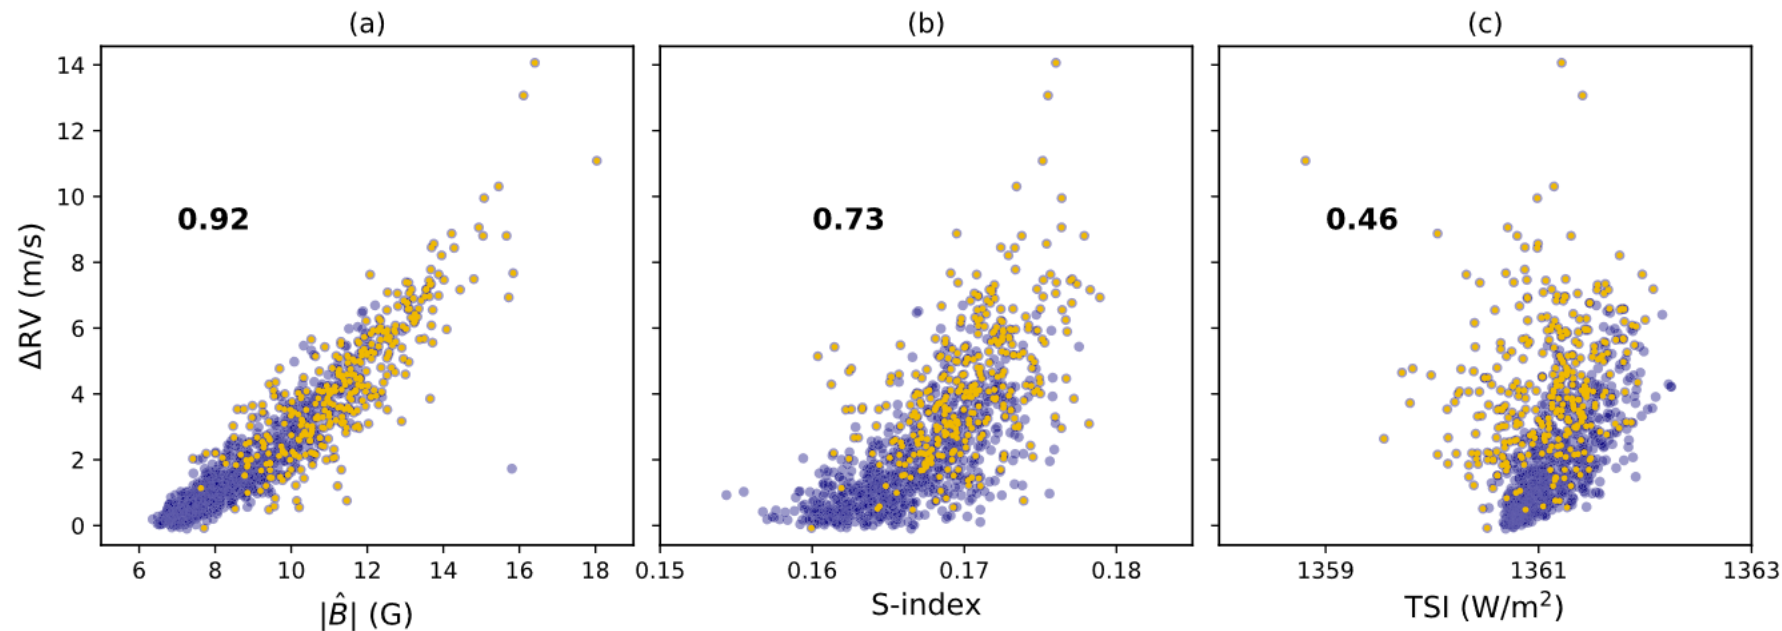 (a) (b) (c)
14
12
10
8
6
4
2
0
ΔRV (m/s)
0.92 0.73 0.46
6 8 10 12 14 16 18 0.15 0.16 0.17 0.18 1359 1361 1363
|B̂| (G) S-index TSI (W/m²)